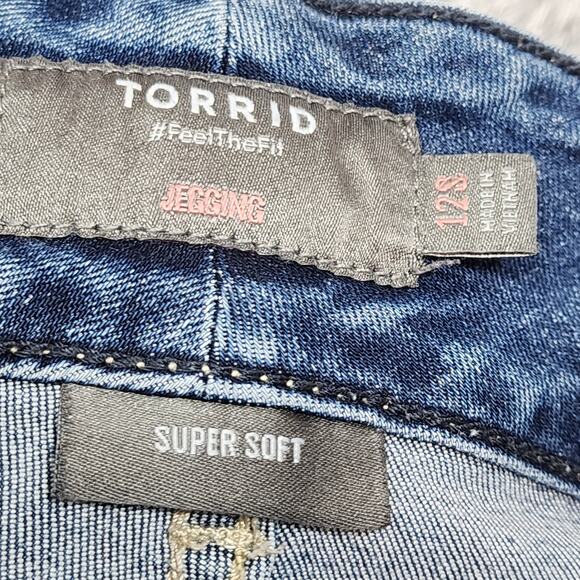 TORRID
#FeelTheFit
JEGGING
12S
MADE IN
VIETNAM
SUPER SOFT